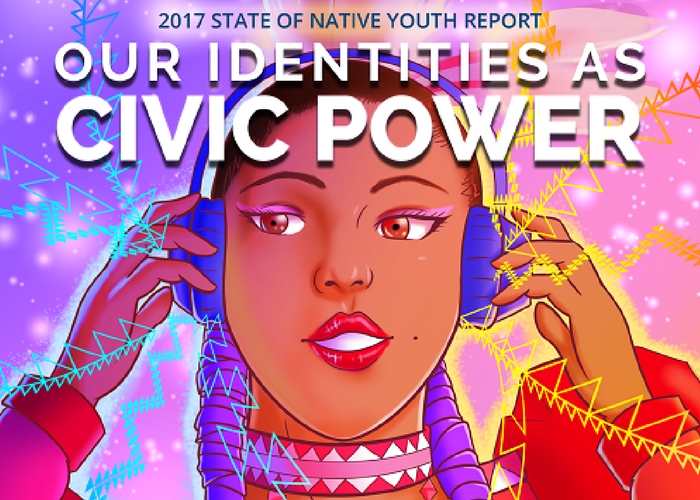 2017 STATE OF NATIVE YOUTH REPORT
OUR IDENTITIES AS
CIVIC POWER